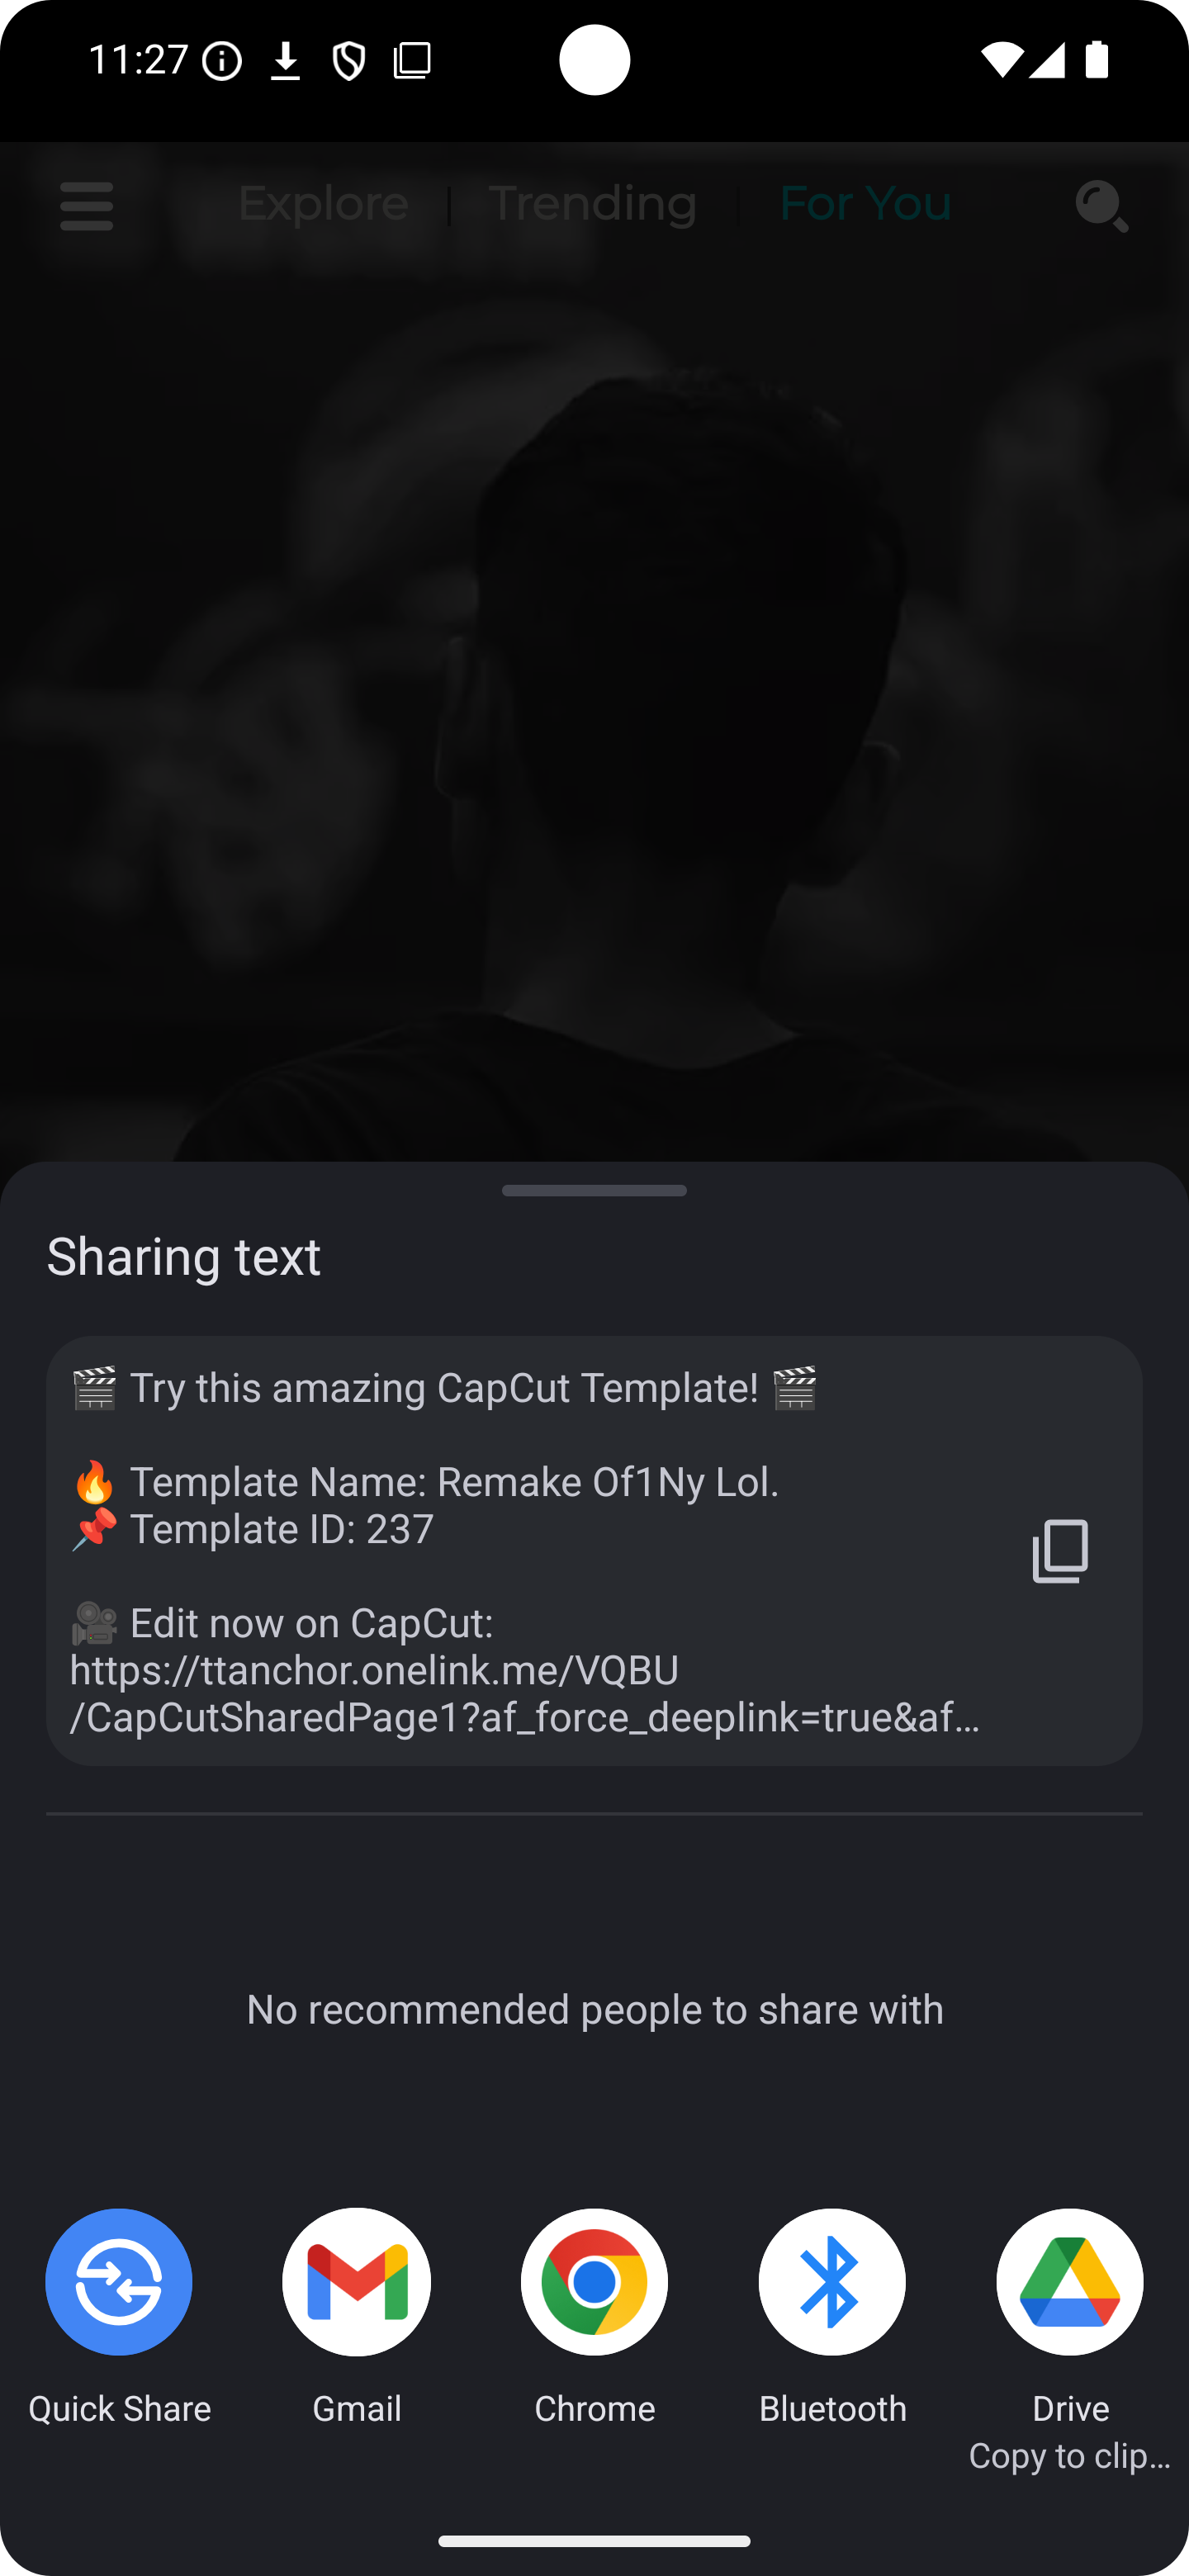 11:27
Explore Trending For You
Sharing text
🎬 Try this amazing CapCut Template! 🎬
🔥 Template Name: Remake Of1Ny Lol.
📌 Template ID: 237
🎥 Edit now on CapCut:
https://ttanchor.onelink.me/VQBU
/CapCutSharedPage1?af_force_deeplink=true&af…
No recommended people to share with
Quick Share Gmail Chrome Bluetooth Drive
Copy to clip…